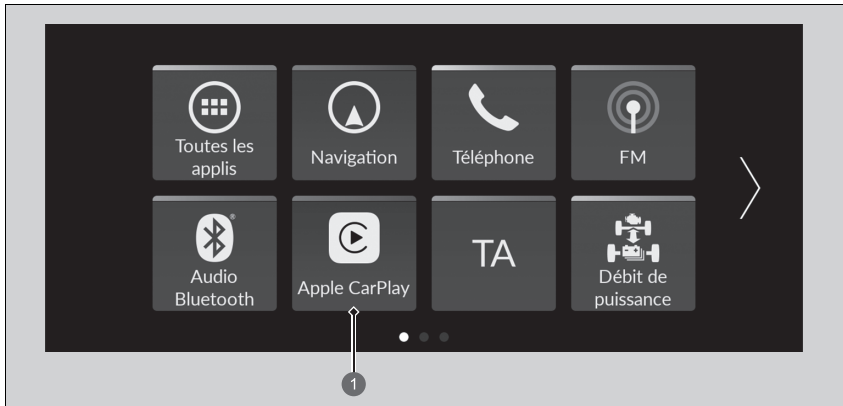 Toutes les
applis
Navigation
Téléphone
FM
Audio
Bluetooth
Apple CarPlay
TA
Débit de
puissance
1